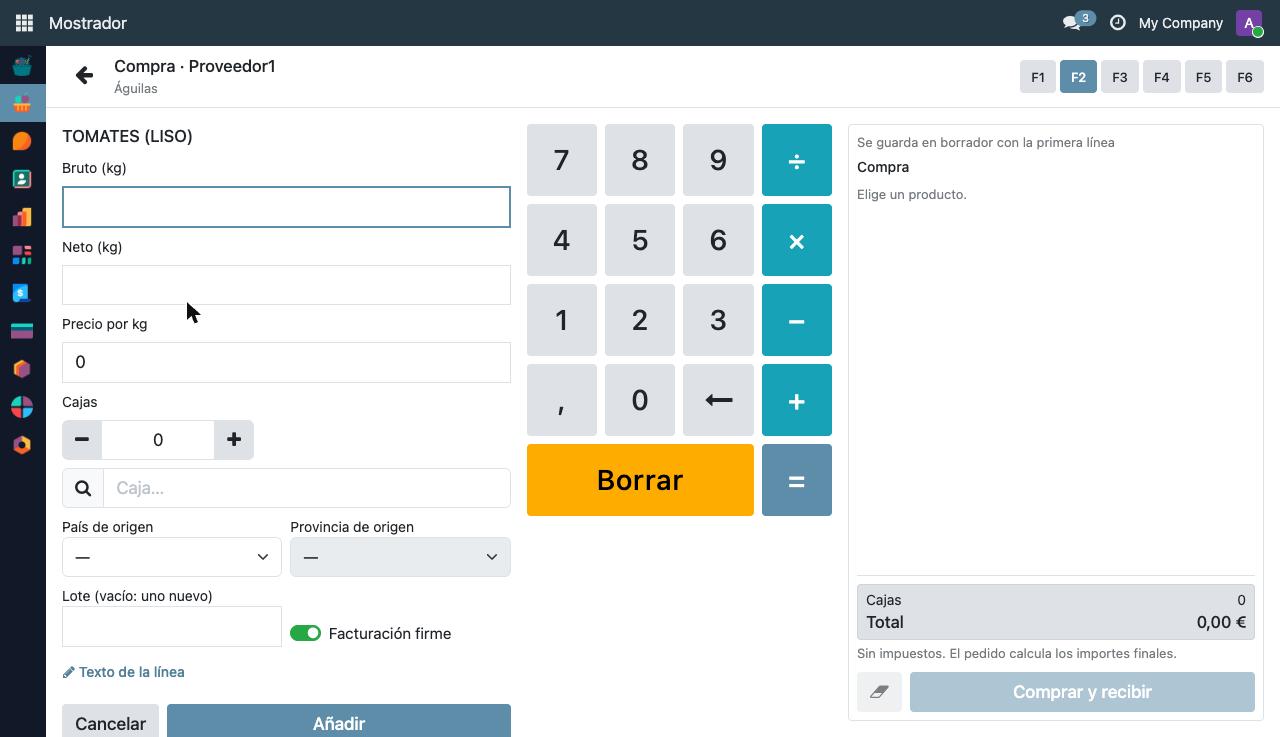 Mostrador
3
My Company
A
Compra · Proveedor1
Águilas
F1
F2
F3
F4
F5
F6
TOMATES (LISO)
Bruto (kg)
Neto (kg)
Precio por kg
0
Cajas
0
Caja...
País de origen
Provincia de origen
—
—
Lote (vacío: uno nuevo)
Facturación firme
Texto de la línea
Cancelar
Añadir
7 8 9 ÷
4 5 6 ×
1 2 3 −
, 0 +
Borrar =
Se guarda en borrador con la primera línea
Compra
Elige un producto.
Cajas 0
Total 0,00 €
Sin impuestos. El pedido calcula los importes finales.
Comprar y recibir